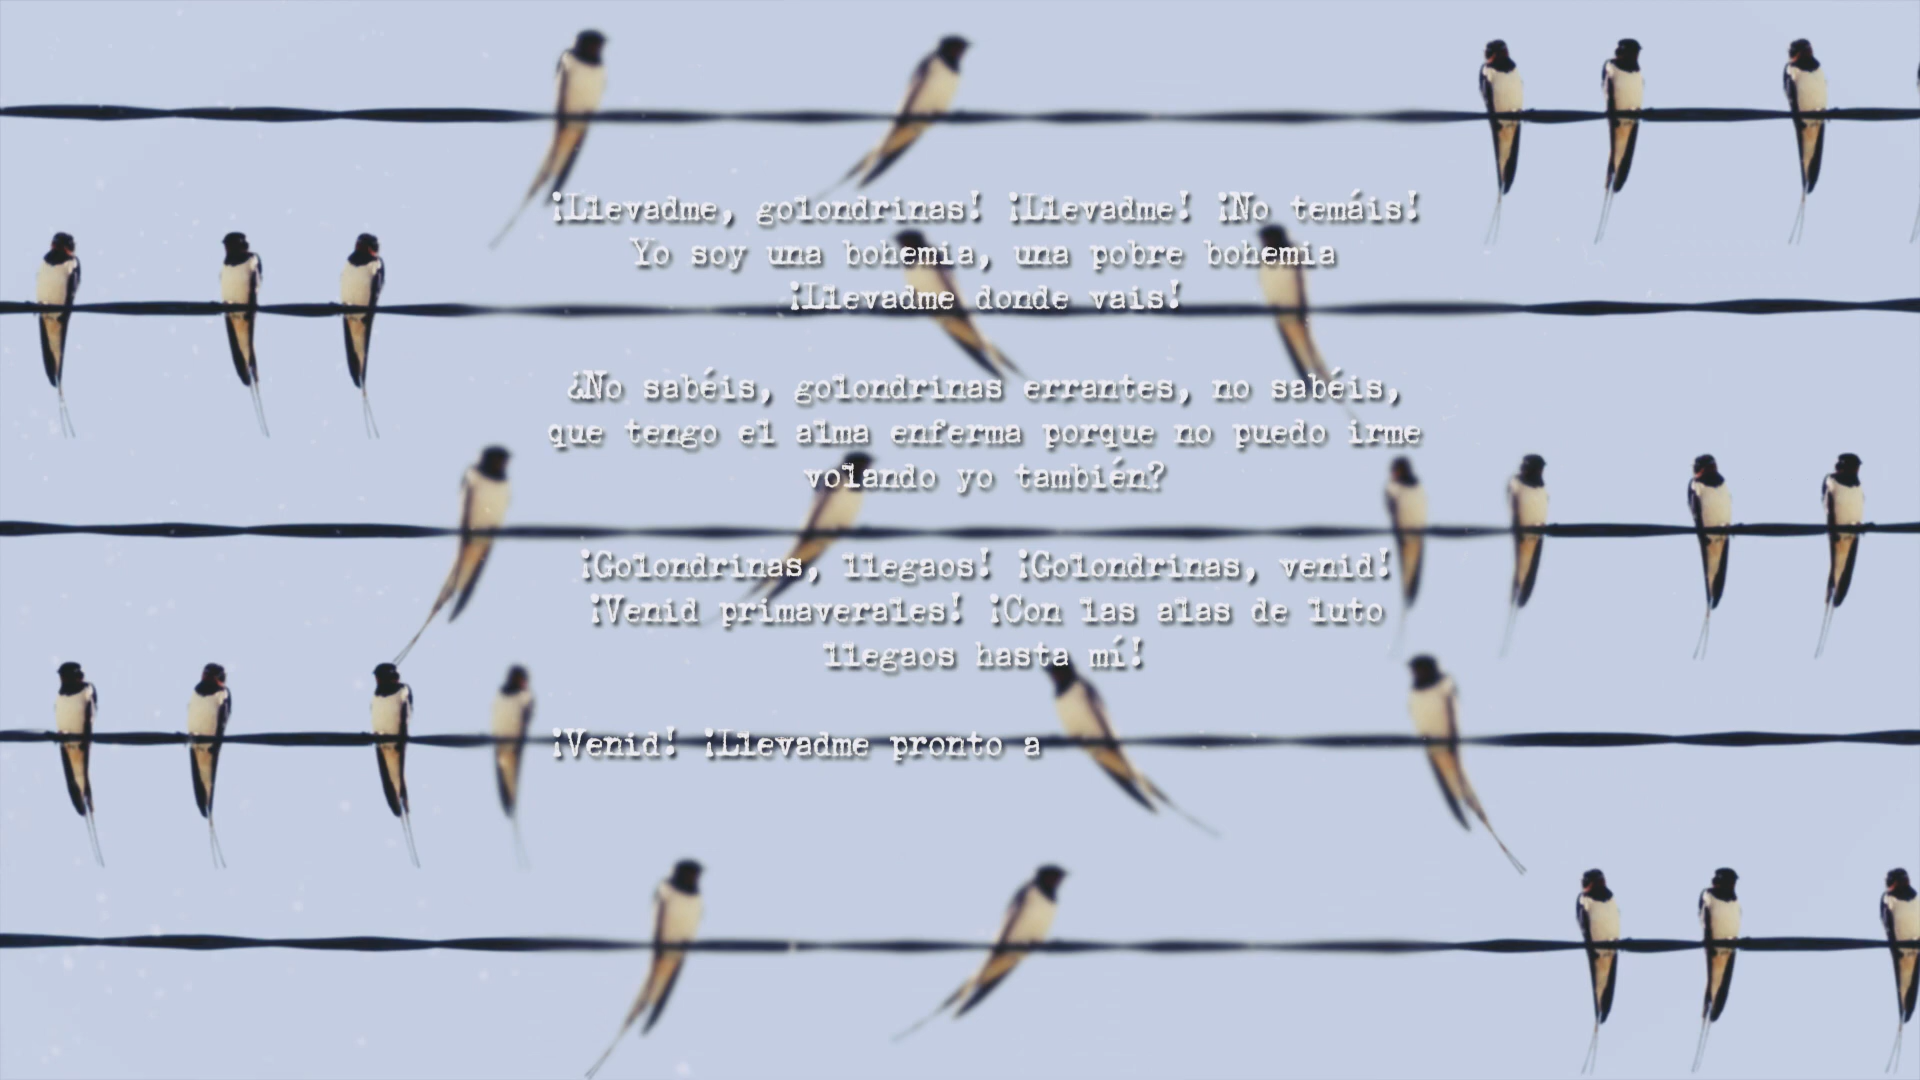 ¡Llevadme, golondrinas! ¡Llevadme! ¡No temáis!
Yo soy una bohemia, una pobre bohemia
¡Llevadme donde vais!
¿No sabéis, golondrinas errantes, no sabéis,
que tengo el alma enferma porque no puedo irme
volando yo también?
¡Golondrinas, llegaos! ¡Golondrinas, venid!
¡Venid primaverales! ¡Con las alas de luto
llegaos hasta mí!
¡Venid! ¡Llevadme pronto a